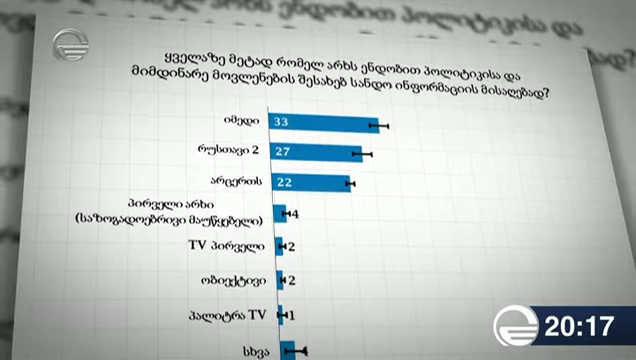 ყველაზე მეტად რომელ არხს ენდობით პოლიტიკისა და
მიმდინარე მოვლენების შესახებ სანდო ინფორმაციის მისაღებად?
იმედი 33
რუსთავი 2 27
არცერთს 22
პირველი არხი
(საზოგადოებრივი მაუწყებელი) 4
TV პირველი 2
ობიექტივი 2
პალიტრა TV 1
სხვა 4
20:17